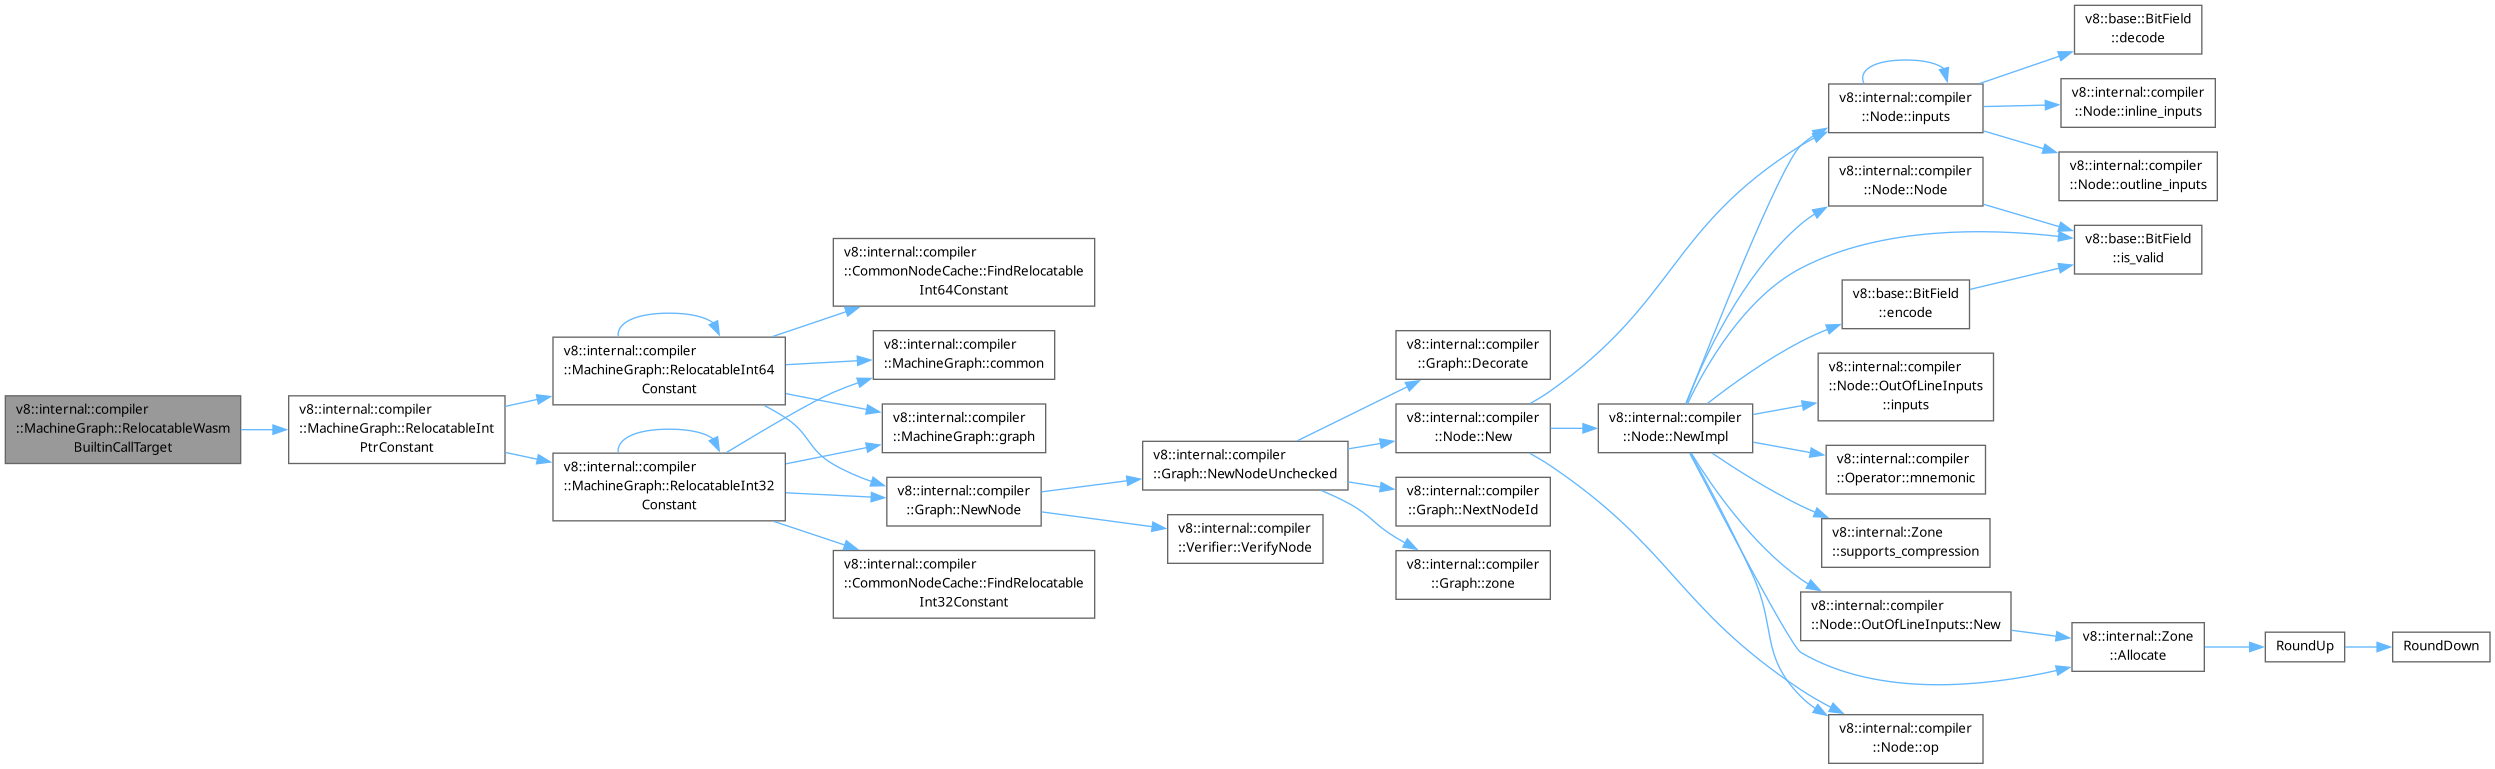 v8::internal::compiler
::MachineGraph::RelocatableWasm
BuiltinCallTarget
v8::internal::compiler
::MachineGraph::RelocatableInt
PtrConstant
v8::internal::compiler
::MachineGraph::RelocatableInt64
Constant
v8::internal::compiler
::MachineGraph::RelocatableInt32
Constant
v8::internal::compiler
::CommonNodeCache::FindRelocatable
Int64Constant
v8::internal::compiler
::MachineGraph::common
v8::internal::compiler
::MachineGraph::graph
v8::internal::compiler
::Graph::NewNode
v8::internal::compiler
::CommonNodeCache::FindRelocatable
Int32Constant
v8::internal::compiler
::Graph::NewNodeUnchecked
v8::internal::compiler
::Verifier::VerifyNode
v8::internal::compiler
::Graph::Decorate
v8::internal::compiler
::Node::New
v8::internal::compiler
::Graph::NextNodeId
v8::internal::compiler
::Graph::zone
v8::internal::compiler
::Node::NewImpl
v8::internal::compiler
::Node::inputs
v8::internal::compiler
::Node::Node
v8::base::BitField
::encode
v8::internal::compiler
::Node::OutOfLineInputs
::inputs
v8::internal::compiler
::Operator::mnemonic
v8::internal::Zone
::supports_compression
v8::internal::compiler
::Node::OutOfLineInputs::New
v8::internal::compiler
::Node::op
v8::base::BitField
::decode
v8::internal::compiler
::Node::inline_inputs
v8::internal::compiler
::Node::outline_inputs
v8::base::BitField
::is_valid
v8::internal::Zone
::Allocate
RoundUp
RoundDown